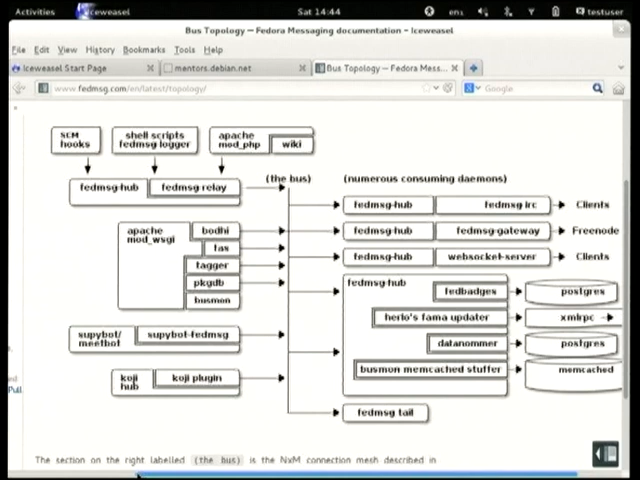 Activities
Iceweasel
Sat 14:44
en1
testuser
Bus Topology — Fedora Messaging documentation - Iceweasel
File Edit View History Bookmarks Tools Help
Iceweasel Start Page
mentors.debian.net
Bus Topology — Fedora Mess...
www.fedmsg.com/en/latest/topology/
Google
SCM
hooks
shell scripts
fedmsg-logger
apache
mod_php
wiki
fedmsg-hub
fedmsg-relay
(the bus)
(numerous consuming daemons)
fedmsg-hub
fedmsg-irc
Clients
apache
mod_wsgi
bodhi
fas
tagger
pkgdb
busmon
fedmsg-hub
fedmsg-gateway
Freenode
fedmsg-hub
websocket-server
Clients
fedmsg-hub
fedbadges
postgres
herlo's fama updater
xmlrpc
datanommer
postgres
busmon memcached stuffer
memcached
supybot/
meetbot
supybot-fedmsg
koji
hub
koji plugin
fedmsg-tail
Pull
The section on the right labelled (the bus) is the NxM connection mesh described in